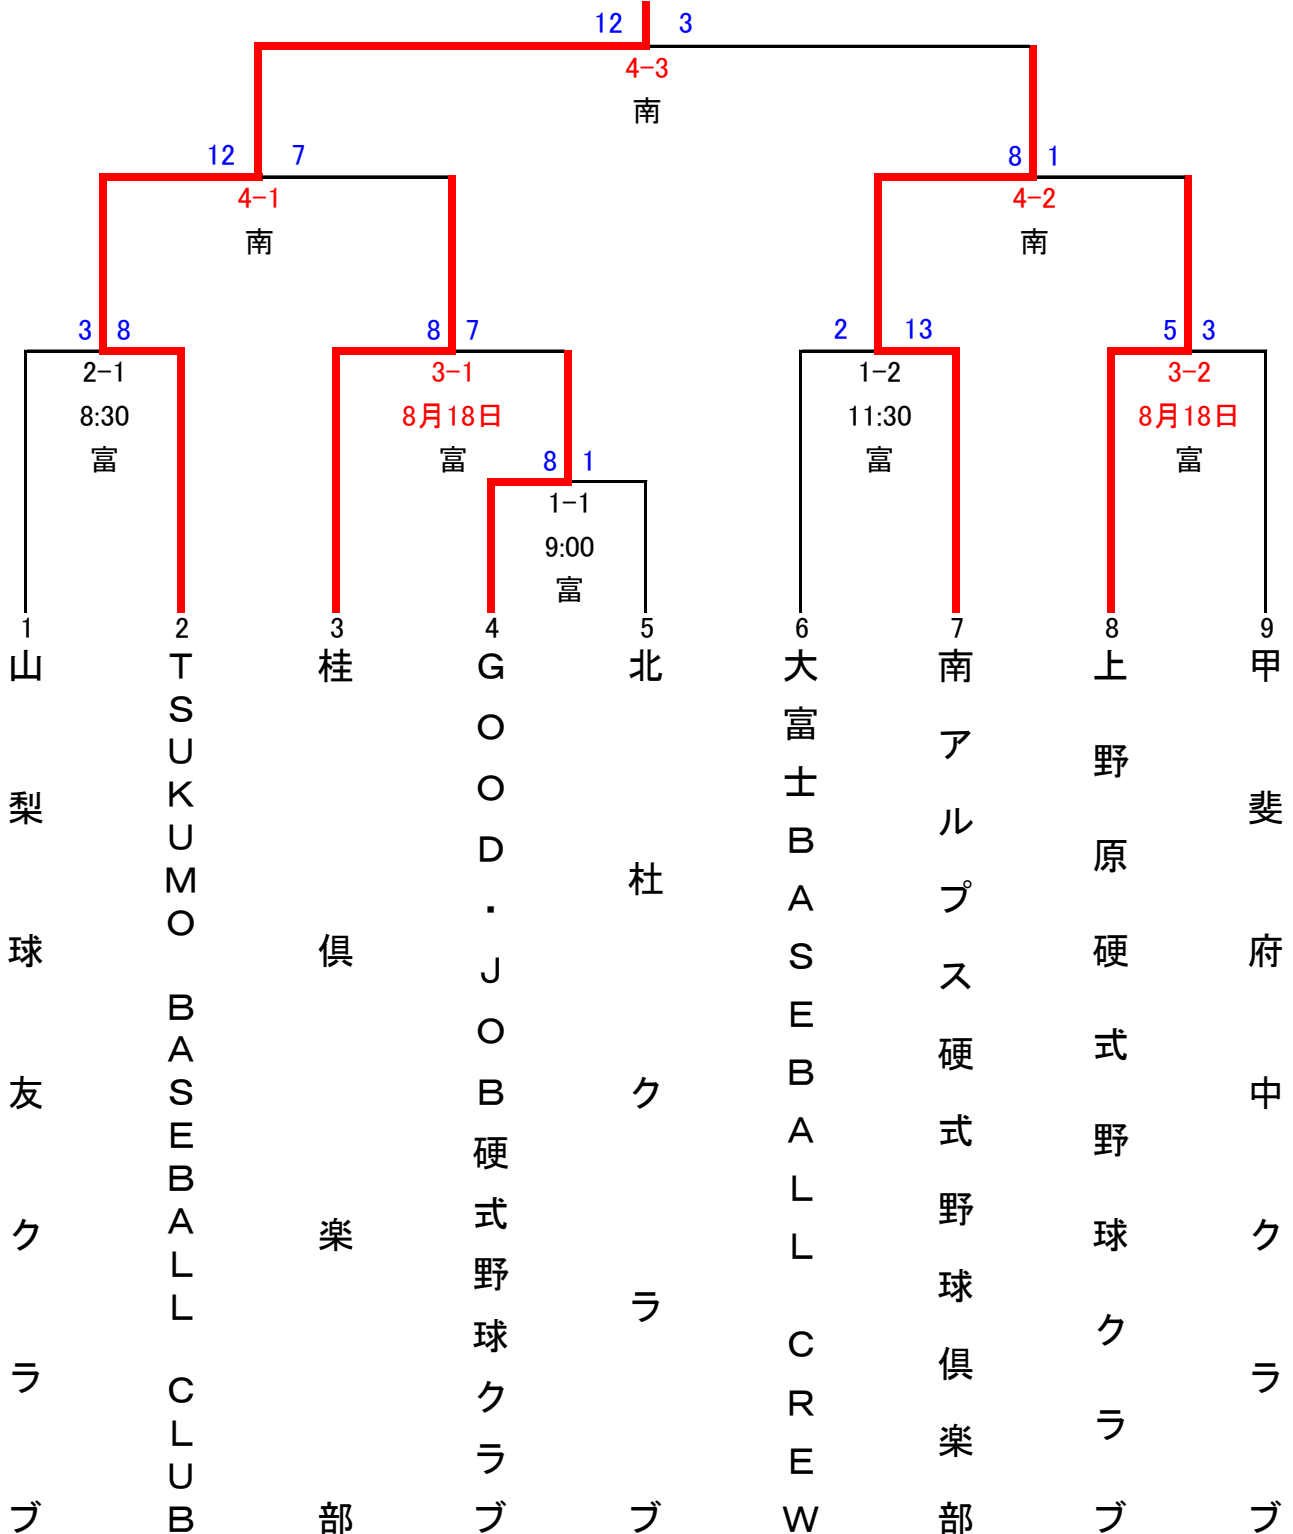 12 3
4-3
南
12 7
8 1
4-1
4-2
南
南
3 8
8 7
2 13
5 3
2-1
3-1
1-2
3-2
8:30
8月18日
11:30
8月18日
富
富
富
富
8 1
1-1
9:00
富
1 2 3 4 5 6 7 8 9
山梨球友クラブ
TSUKUMO BASEBALL CLUB
桂倶楽部
GOOD・JOB硬式野球クラブ
北杜クラブ
大富士BASEBALL CREW
南アルプス硬式野球倶楽部
上野原硬式野球クラブ
甲斐府中クラブ